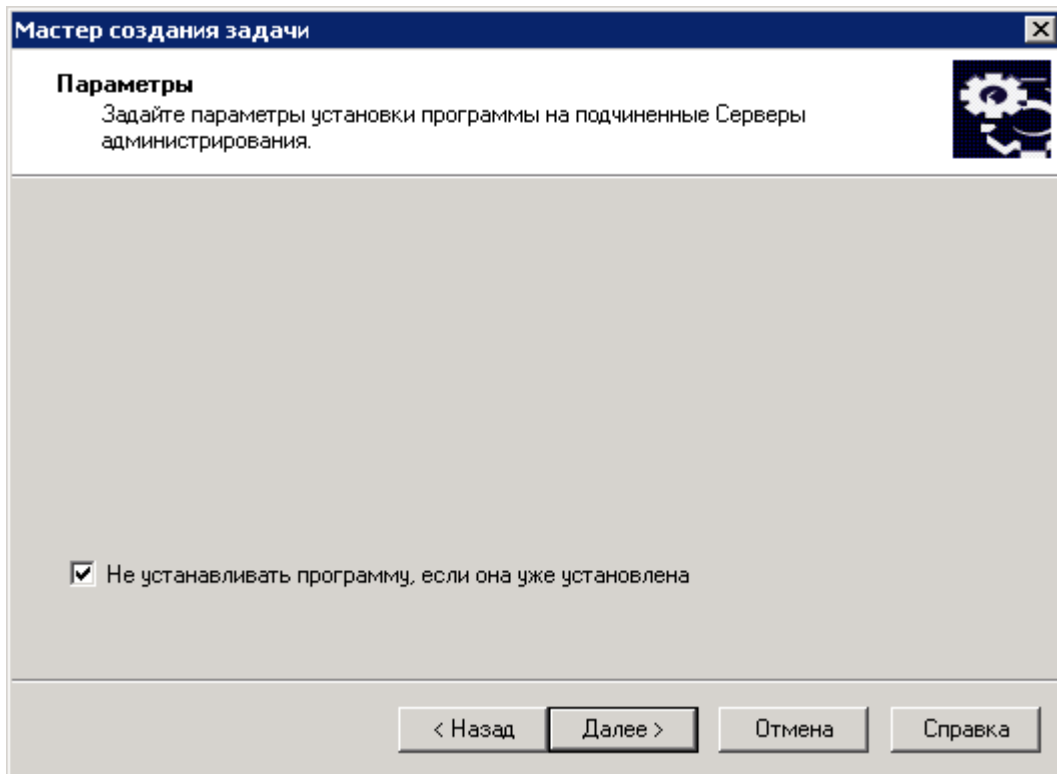 Мастер создания задачи
Параметры
Задайте параметры установки программы на подчиненные Серверы
администрирования.
Не устанавливать программу, если она уже установлена
< Назад
Далее >
Отмена
Справка